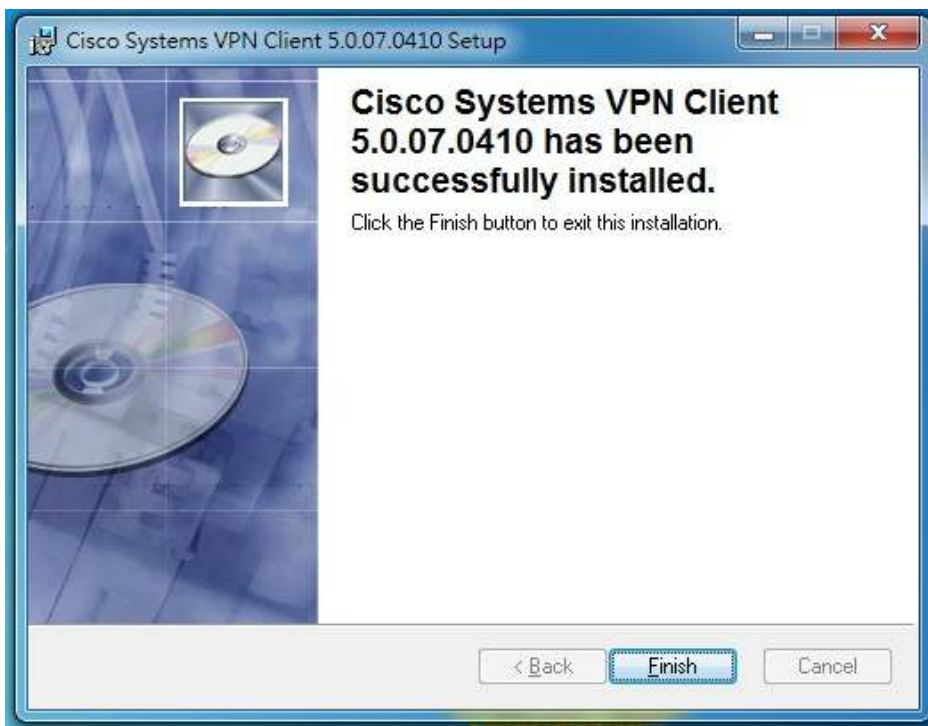 Cisco Systems VPN Client 5.0.07.0410 Setup
Cisco Systems VPN Client
5.0.07.0410 has been
successfully installed.
Click the Finish button to exit this installation.
< Back
Finish
Cancel